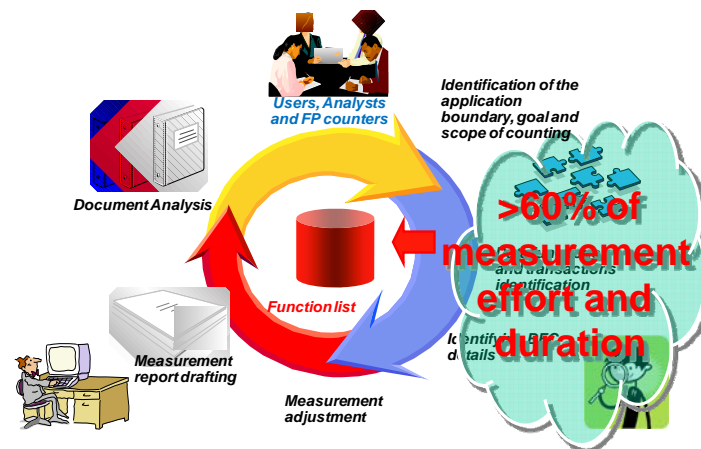 Users, Analysts
and FP counters
Identification of the
application
boundary, goal and
scope of counting
Document Analysis
>60% of
measurement
effort and
duration
and transactions
identification
Function list
details
Measurement
report drafting
Measurement
adjustment